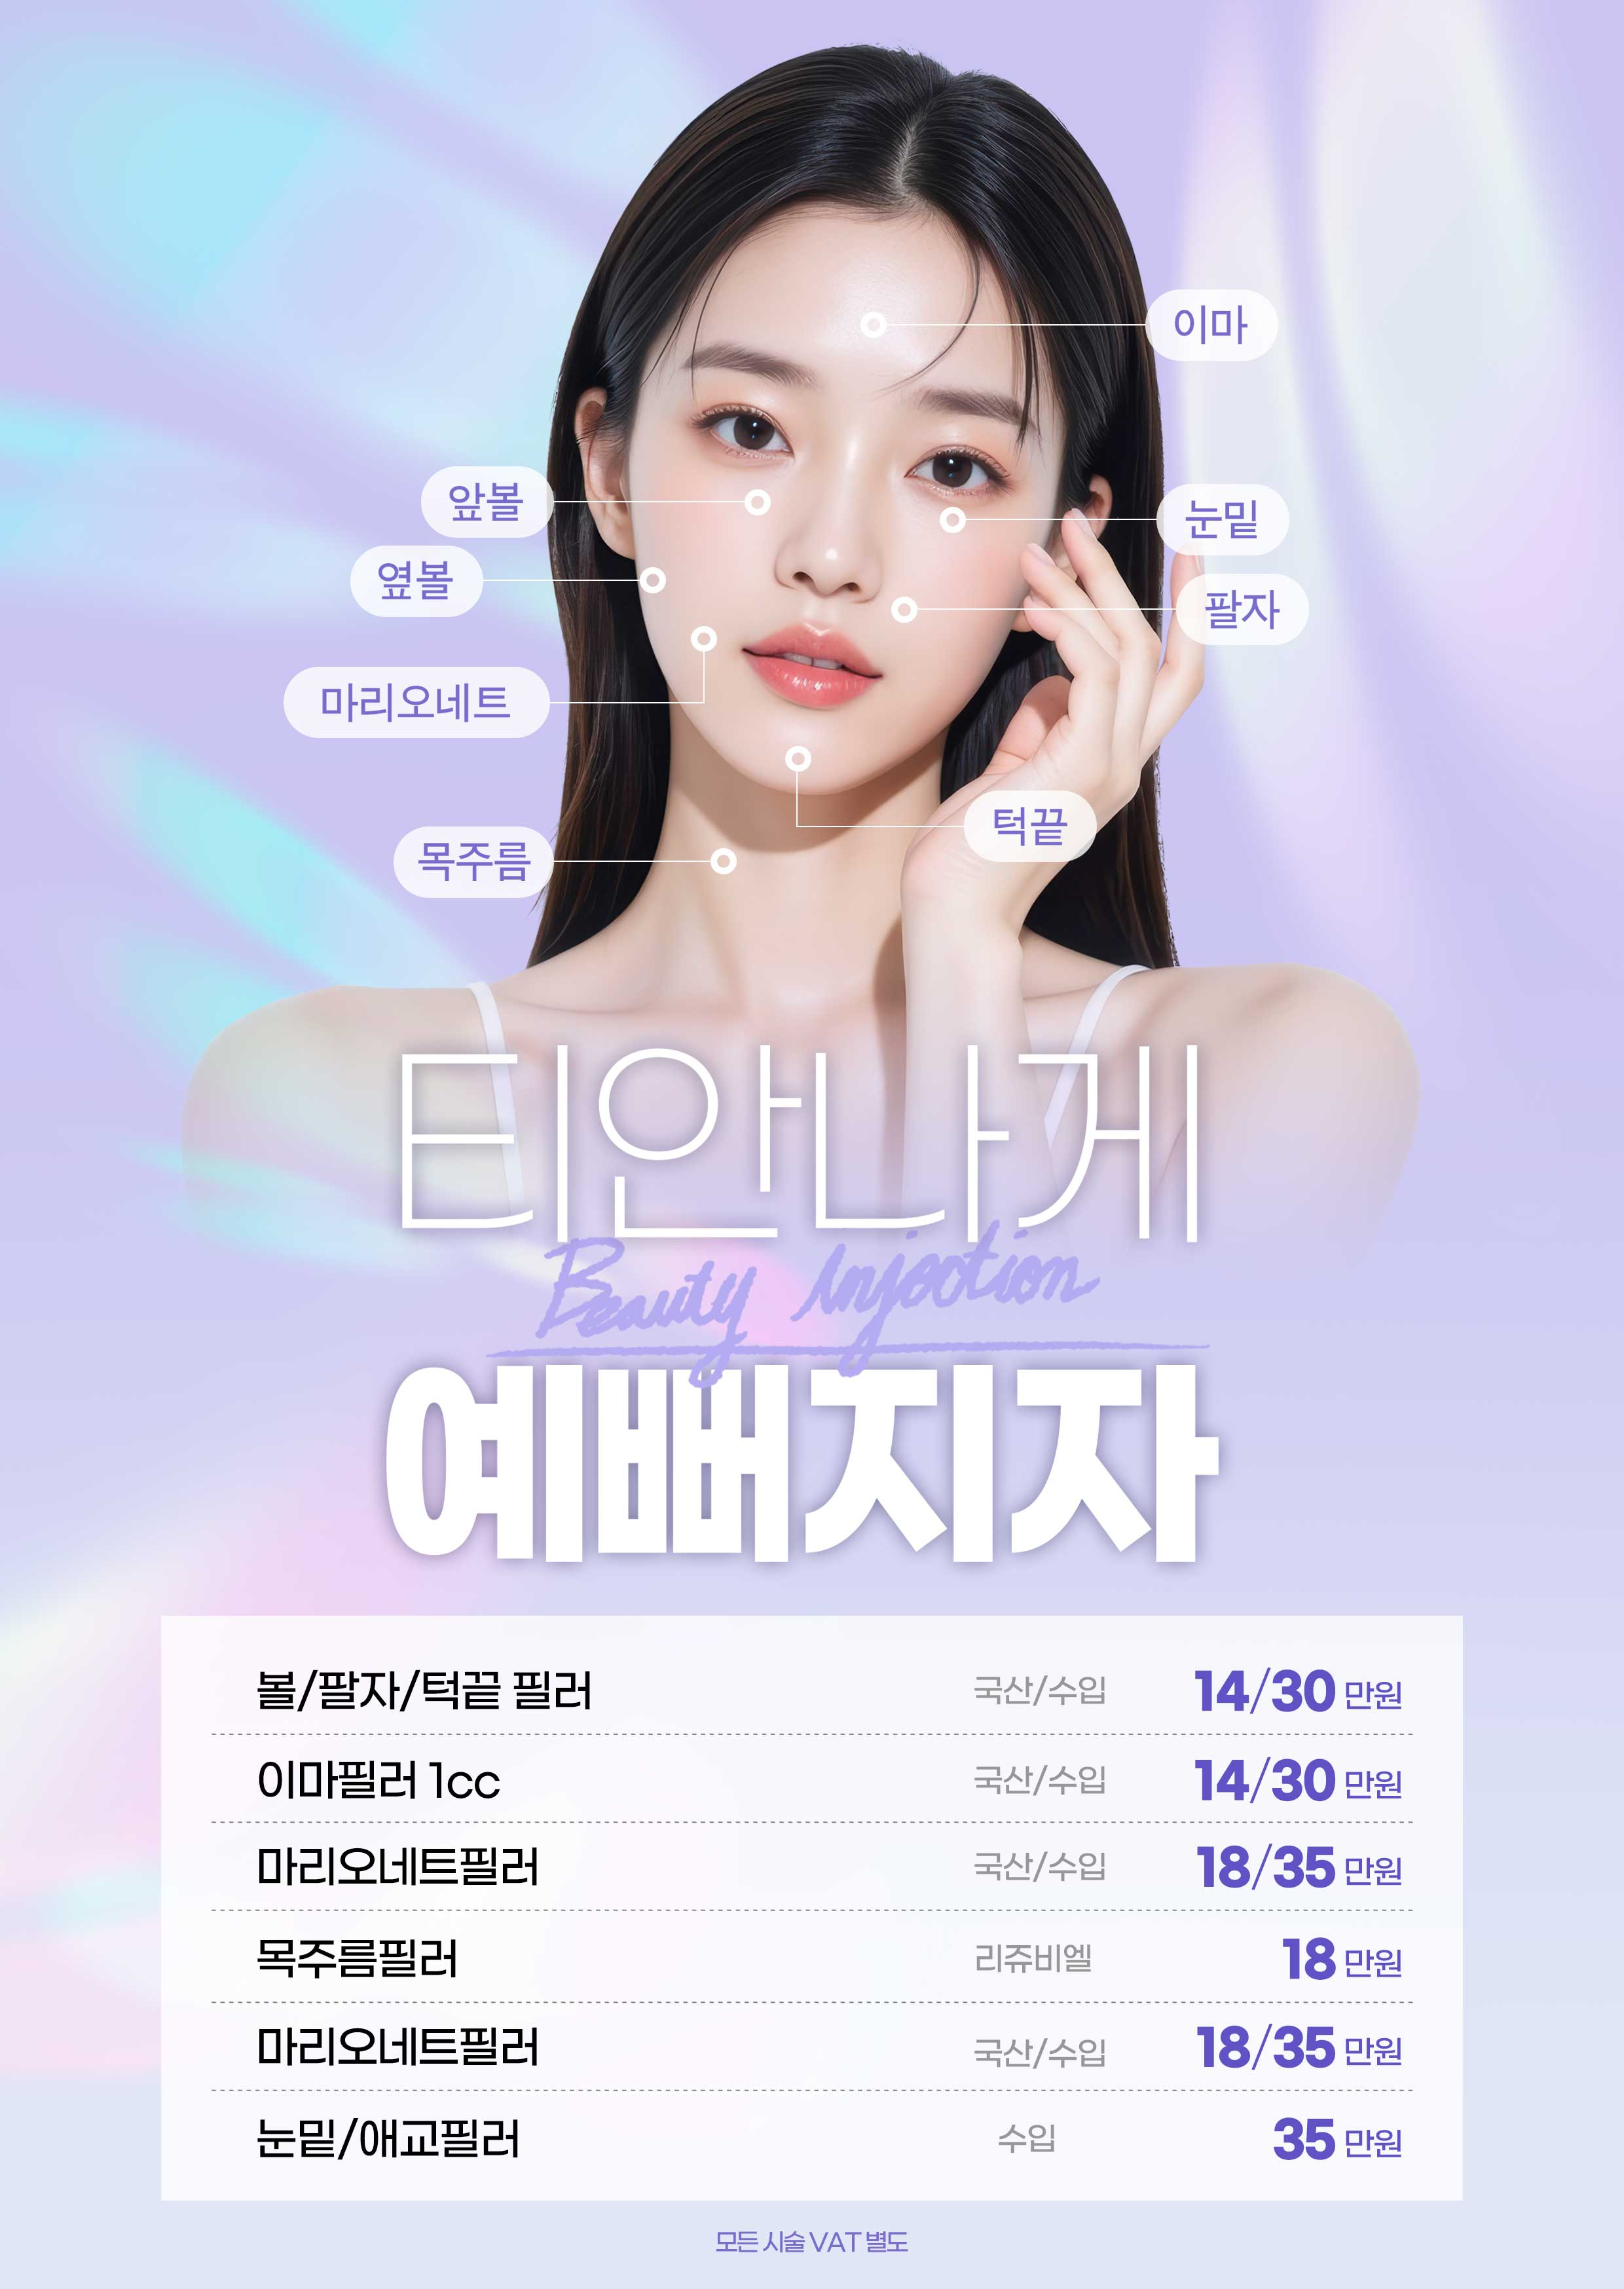 이마
앞볼
눈밑
옆볼
팔자
마리오네트
턱끝
목주름
티안나게
Beauty Injection
예뻐지자
볼/팔자/턱끝 필러 국산/수입 14/30 만원
이마필러 1cc 국산/수입 14/30 만원
마리오네트필러 국산/수입 18/35 만원
목주름필러 리쥬비엘 18 만원
마리오네트필러 국산/수입 18/35 만원
눈밑/애교필러 수입 35 만원
모든 시술 VAT 별도